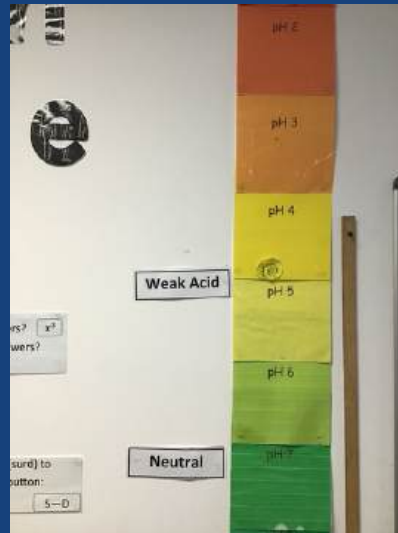 pH 2
pH 3
e
pH 4
Weak Acid
pH 5
rs? x³
wers?
pH 6
pH 7
Neutral
surd) to
button:
S⟷D